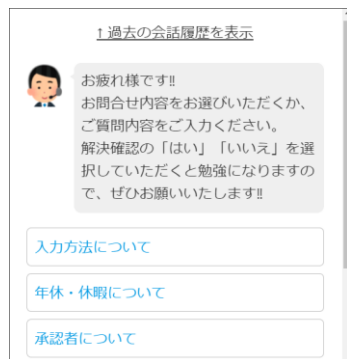 ↑過去の会話履歴を表示
お疲れ様です‼
お問合せ内容をお選びいただくか、
ご質問内容をご入力ください。
解決確認の「はい」「いいえ」を選
択していただくと勉強になりますの
で、ぜひお願いいたします‼
入力方法について
年休・休暇について
承認者について